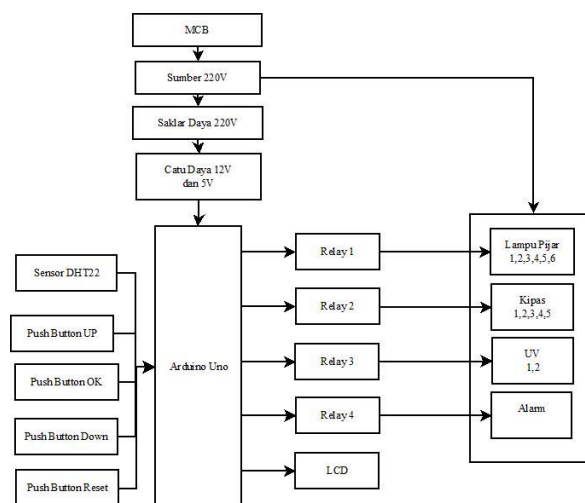 MCB
Sumber 220V
Saklar Daya 220V
Catu Daya 12V
dan 5V
Sensor DHT22
Push Button UP
Push Button OK
Push Button Down
Push Button Reset
Arduino Uno
Relay 1
Relay 2
Relay 3
Relay 4
LCD
Lampu Pijar
1,2,3,4,5,6
Kipas
1,2,3,4,5
UV
1,2
Alarm